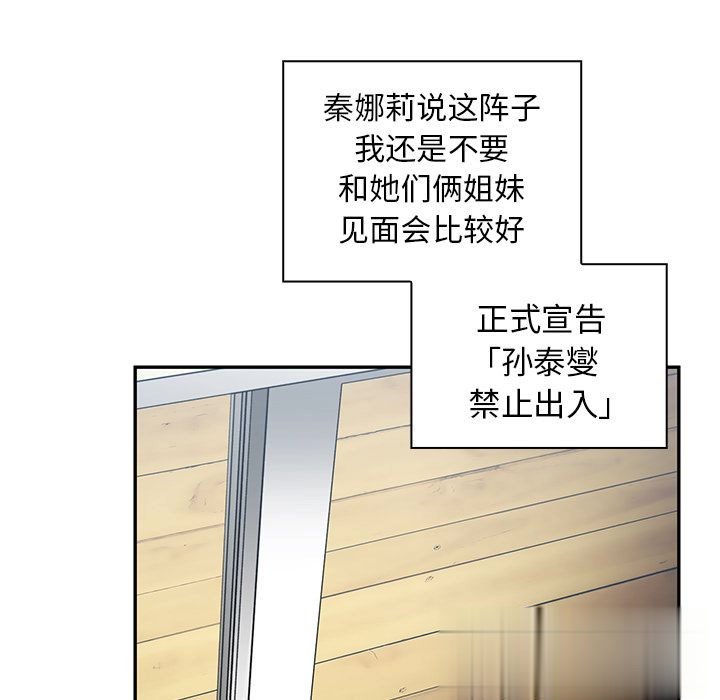 秦娜莉说这阵子
我还是不要
和她们俩姐妹
见面会比较好
正式宣告
「孙泰燮
禁止出入」